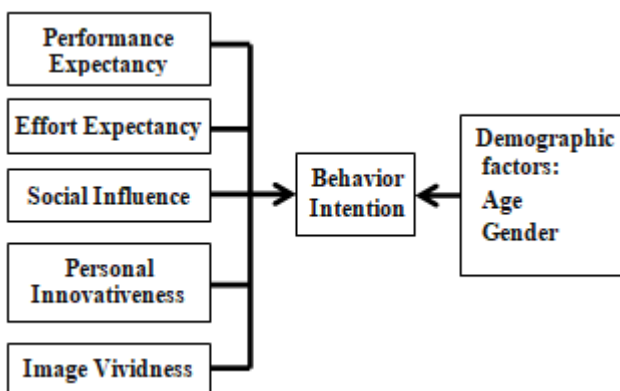 Performance
Expectancy
Effort Expectancy
Social Influence
Personal
Innovativeness
Image Vividness
Behavior
Intention
Demographic
factors:
Age
Gender